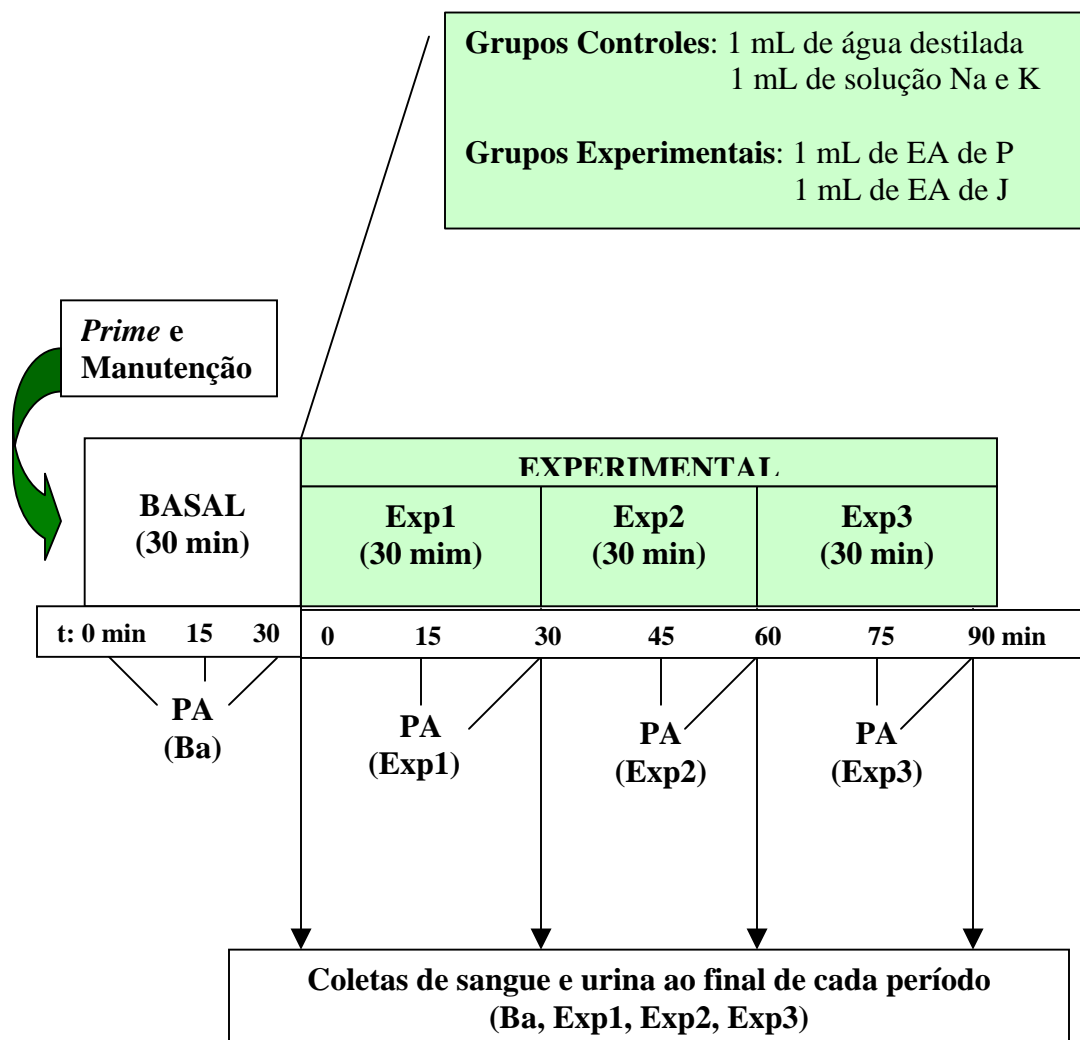 Grupos Controles: 1 mL de água destilada
1 mL de solução Na e K
Grupos Experimentais: 1 mL de EA de P
1 mL de EA de J
Prime e
Manutenção
EXPERIMENTAL
BASAL
(30 min)
Exp1
(30 mim)
Exp2
(30 min)
Exp3
(30 min)
t: 0 min 15 30
0 15 30 45 60 75 90 min
PA
(Ba)
PA
(Exp1)
PA
(Exp2)
PA
(Exp3)
Coletas de sangue e urina ao final de cada período
(Ba, Exp1, Exp2, Exp3)